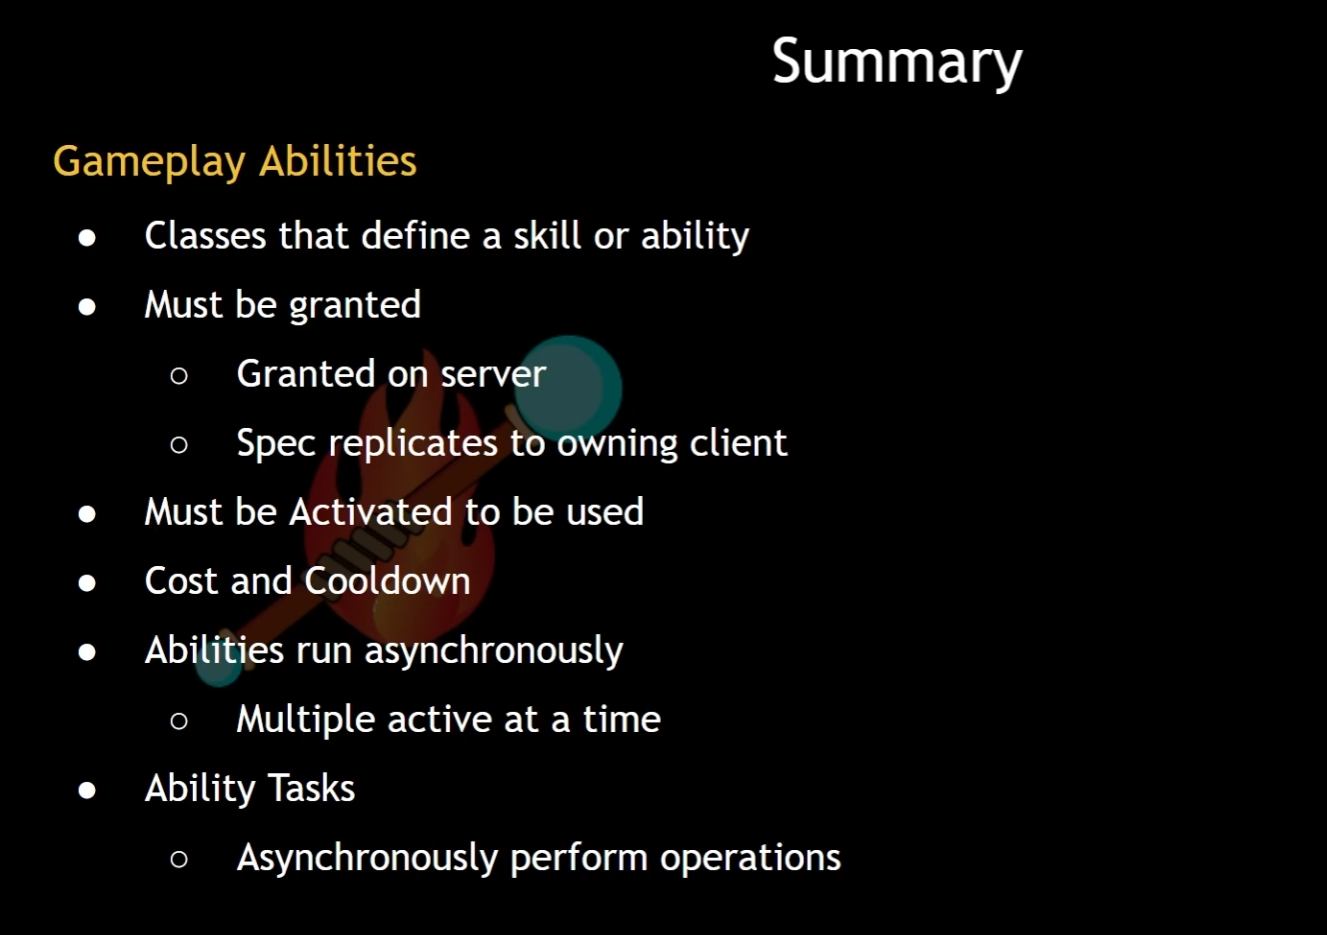 Summary
Gameplay Abilities
● Classes that define a skill or ability
● Must be granted
○ Granted on server
○ Spec replicates to owning client
● Must be Activated to be used
● Cost and Cooldown
● Abilities run asynchronously
○ Multiple active at a time
● Ability Tasks
○ Asynchronously perform operations